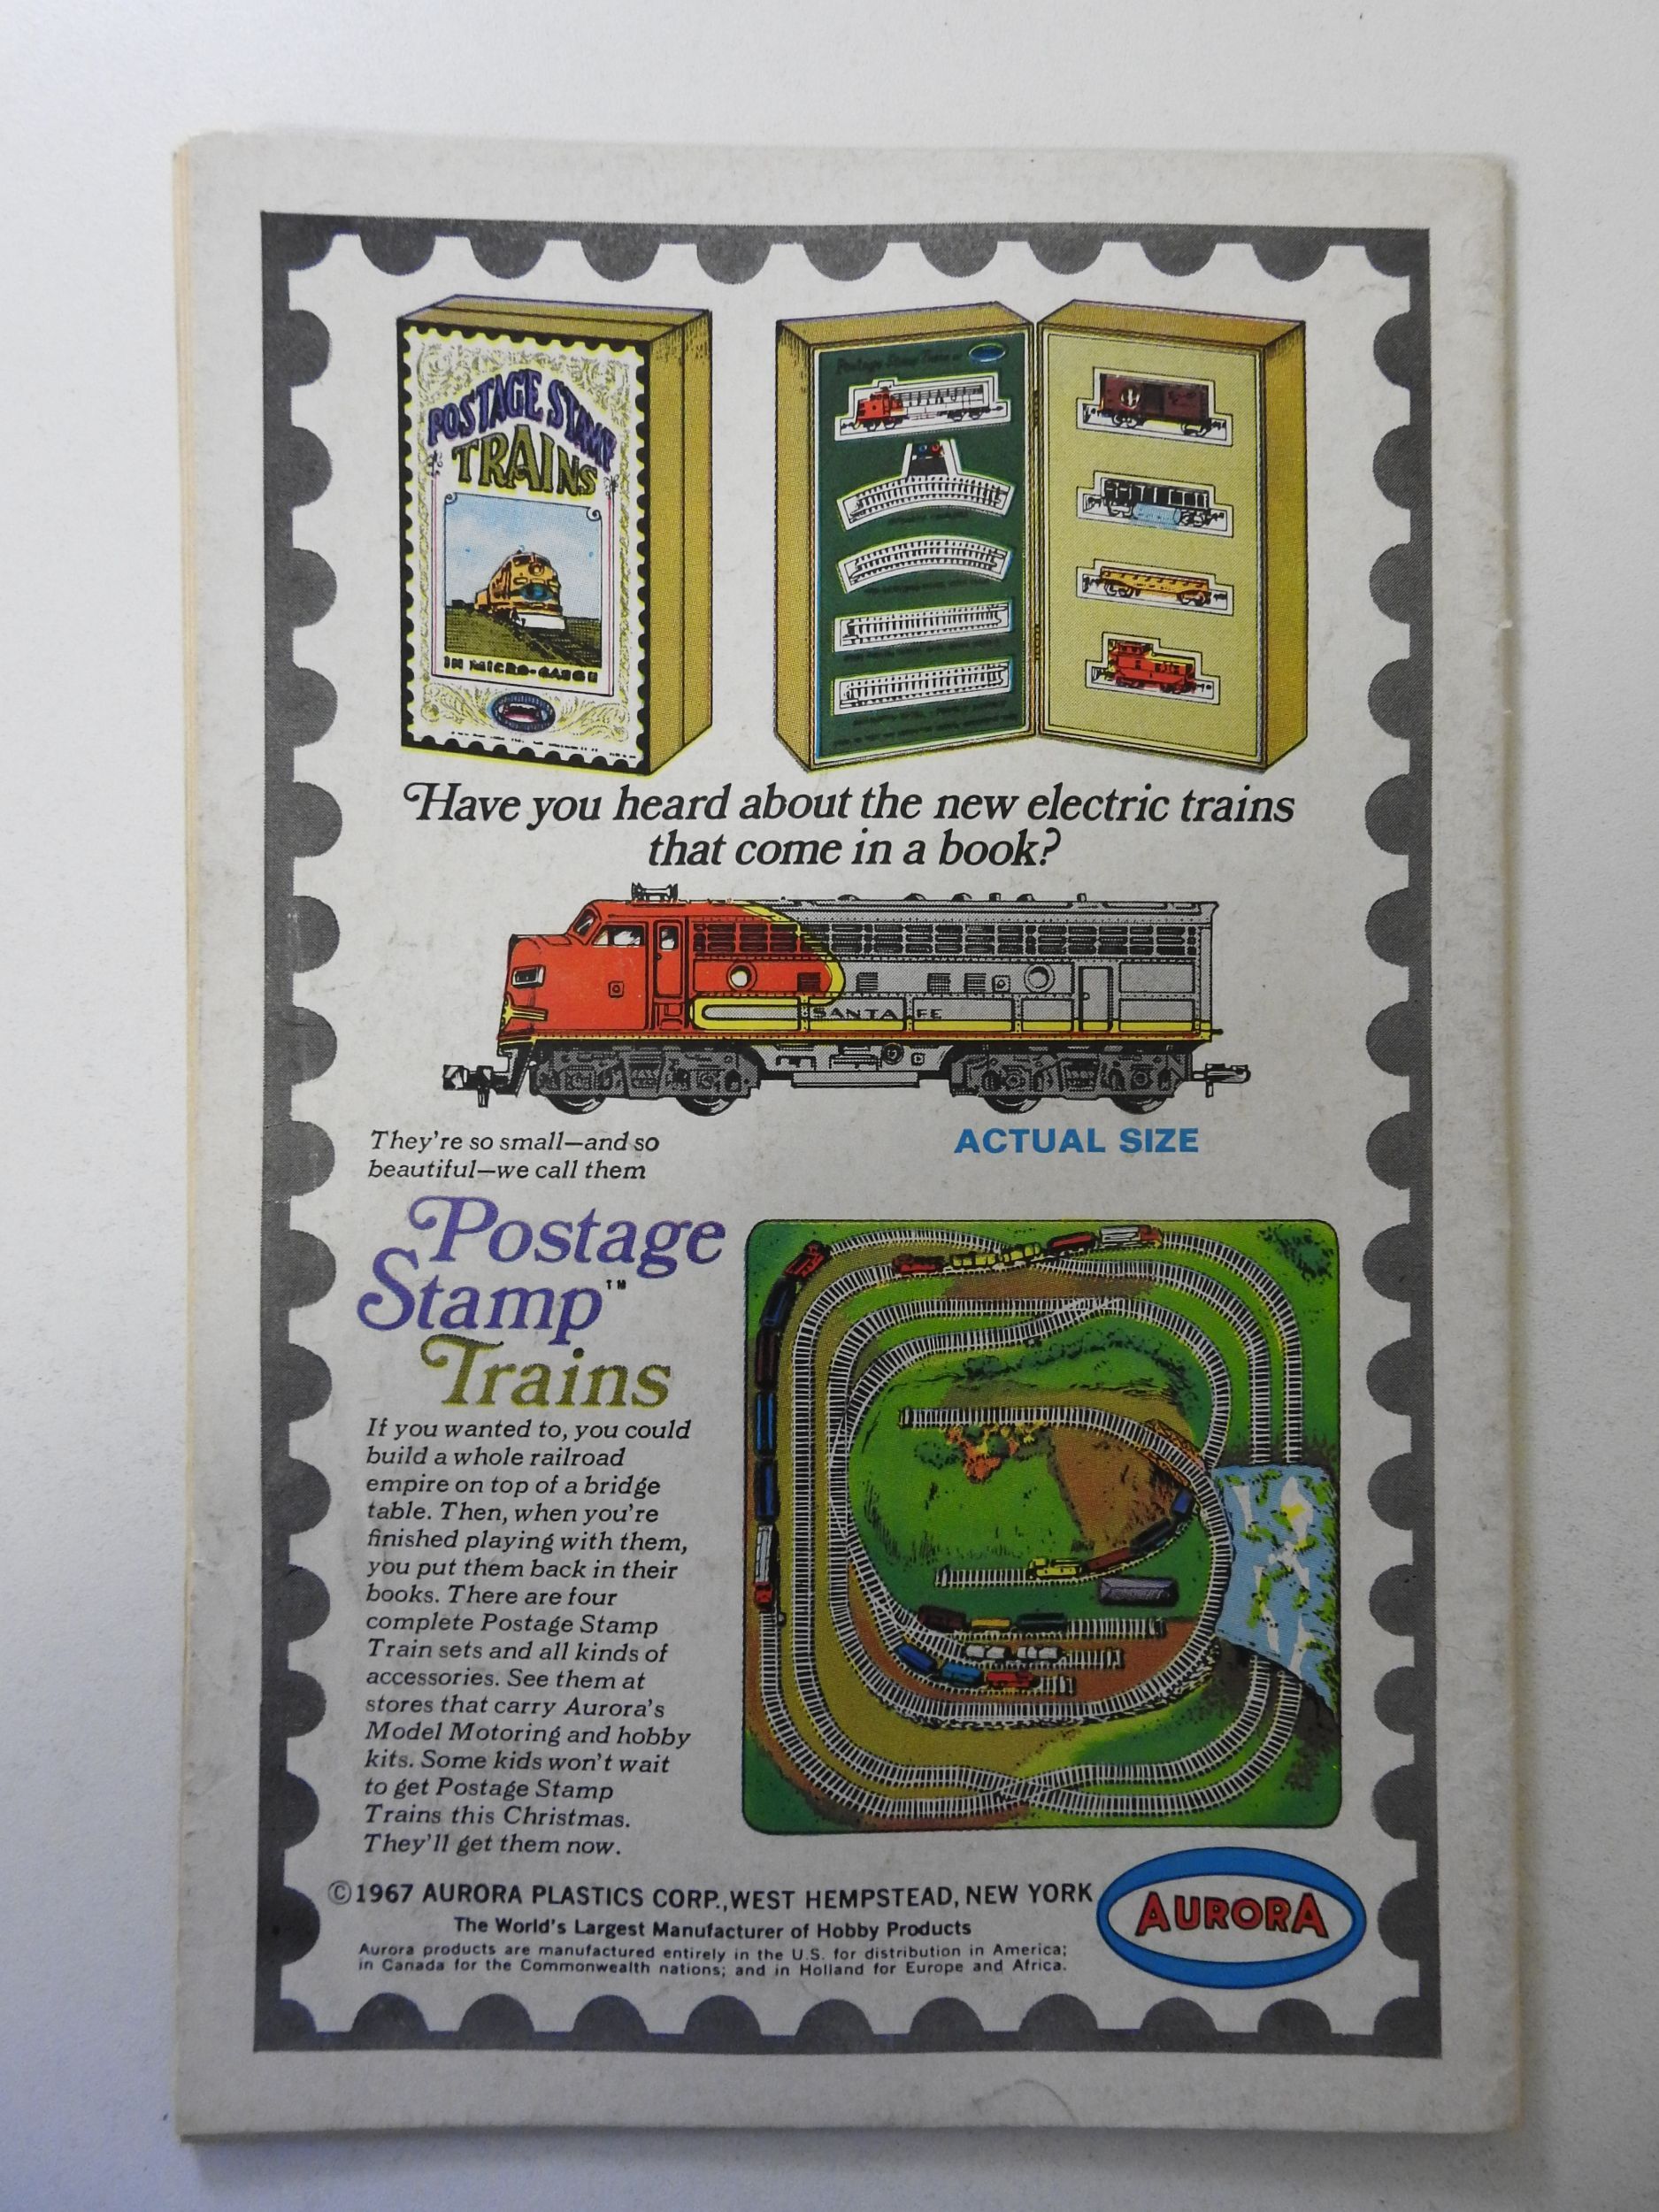 POSTAGE STAMP
TRAINS
IN MICRO-GAUGE
Postage Stamp Trains
Have you heard about the new electric trains
that come in a book?
SANTA FE
They're so small—and so
beautiful—we call them
ACTUAL SIZE
Postage
Stamp™
Trains
If you wanted to, you could
build a whole railroad
empire on top of a bridge
table. Then, when you're
finished playing with them,
you put them back in their
books. There are four
complete Postage Stamp
Train sets and all kinds of
accessories. See them at
stores that carry Aurora's
Model Motoring and hobby
kits. Some kids won't wait
to get Postage Stamp
Trains this Christmas.
They'll get them now.
©1967 AURORA PLASTICS CORP., WEST HEMPSTEAD, NEW YORK
The World's Largest Manufacturer of Hobby Products
Aurora products are manufactured entirely in the U.S. for distribution in America;
in Canada for the Commonwealth nations; and in Holland for Europe and Africa.
AURORA